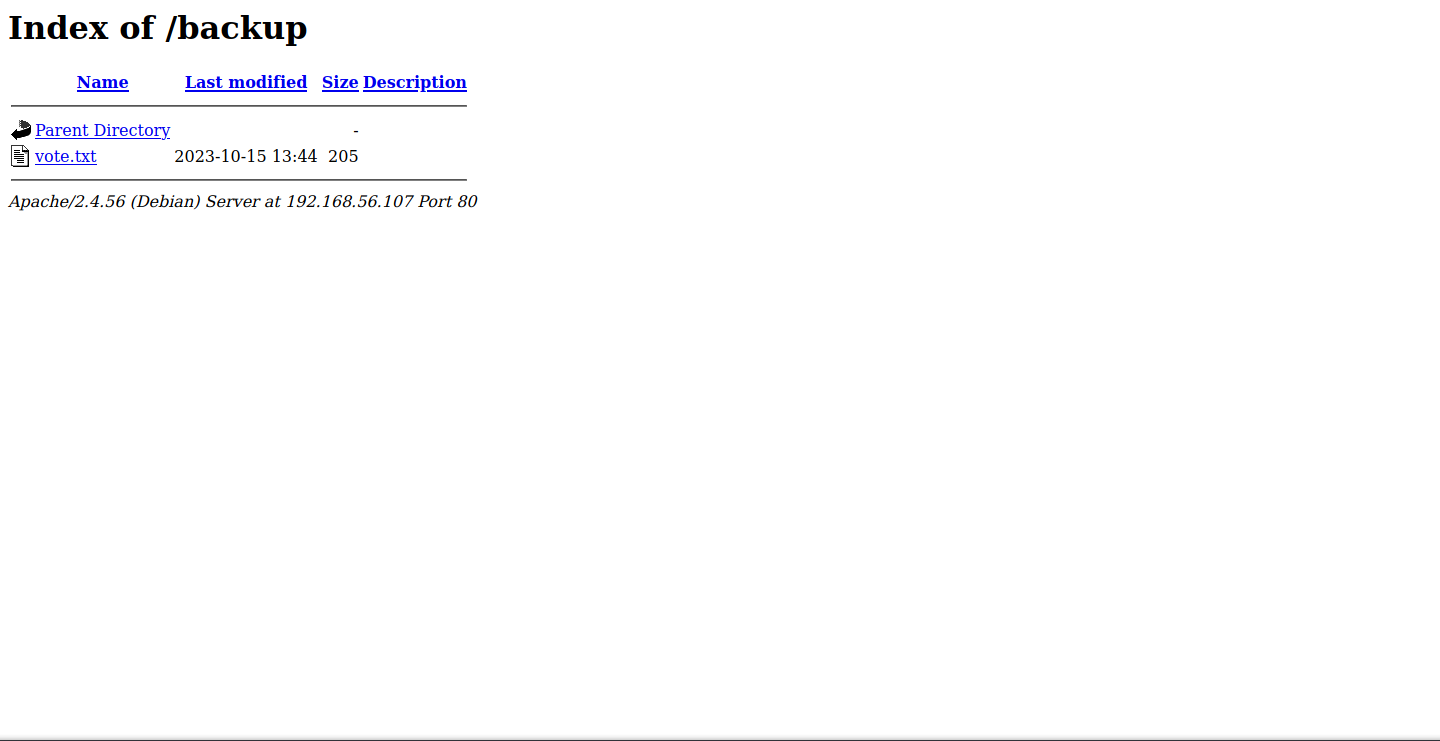 Index of /backup
Name Last modified Size Description
Parent Directory -
vote.txt 2023-10-15 13:44 205
Apache/2.4.56 (Debian) Server at 192.168.56.107 Port 80